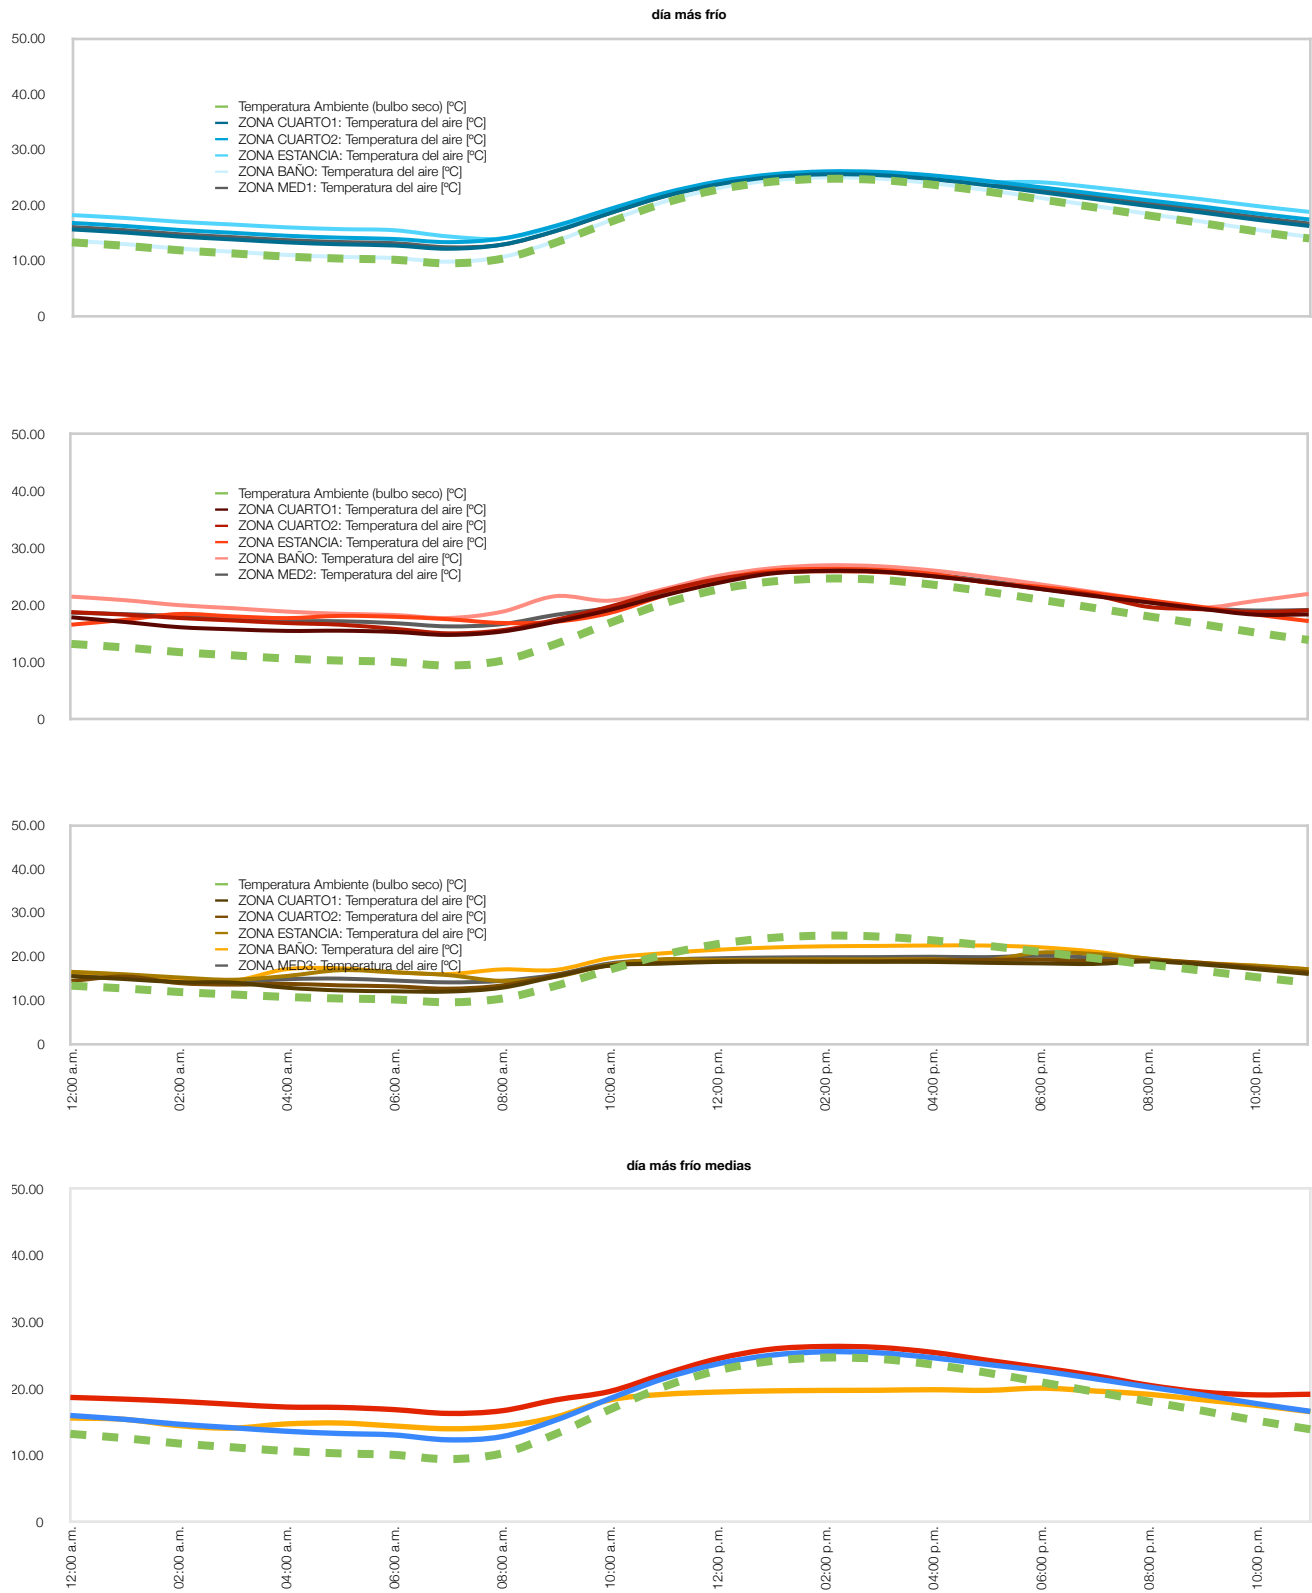 día más frío
50.00
40.00
30.00
20.00
10.00
0
Temperatura Ambiente (bulbo seco) [ºC]
ZONA CUARTO1: Temperatura del aire [ºC]
ZONA CUARTO2: Temperatura del aire [ºC]
ZONA ESTANCIA: Temperatura del aire [ºC]
ZONA BAÑO: Temperatura del aire [ºC]
ZONA MED1: Temperatura del aire [ºC]
50.00
40.00
30.00
20.00
10.00
0
Temperatura Ambiente (bulbo seco) [ºC]
ZONA CUARTO1: Temperatura del aire [ºC]
ZONA CUARTO2: Temperatura del aire [ºC]
ZONA ESTANCIA: Temperatura del aire [ºC]
ZONA BAÑO: Temperatura del aire [ºC]
ZONA MED2: Temperatura del aire [ºC]
50.00
40.00
30.00
20.00
10.00
0
Temperatura Ambiente (bulbo seco) [ºC]
ZONA CUARTO1: Temperatura del aire [ºC]
ZONA CUARTO2: Temperatura del aire [ºC]
ZONA ESTANCIA: Temperatura del aire [ºC]
ZONA BAÑO: Temperatura del aire [ºC]
ZONA MED3: Temperatura del aire [ºC]
12:00 a.m.
02:00 a.m.
04:00 a.m.
06:00 a.m.
08:00 a.m.
10:00 a.m.
12:00 p.m.
02:00 p.m.
04:00 p.m.
06:00 p.m.
08:00 p.m.
10:00 p.m.
día más frío medias
50.00
40.00
30.00
20.00
10.00
0
12:00 a.m.
02:00 a.m.
04:00 a.m.
06:00 a.m.
08:00 a.m.
10:00 a.m.
12:00 p.m.
02:00 p.m.
04:00 p.m.
06:00 p.m.
08:00 p.m.
10:00 p.m.